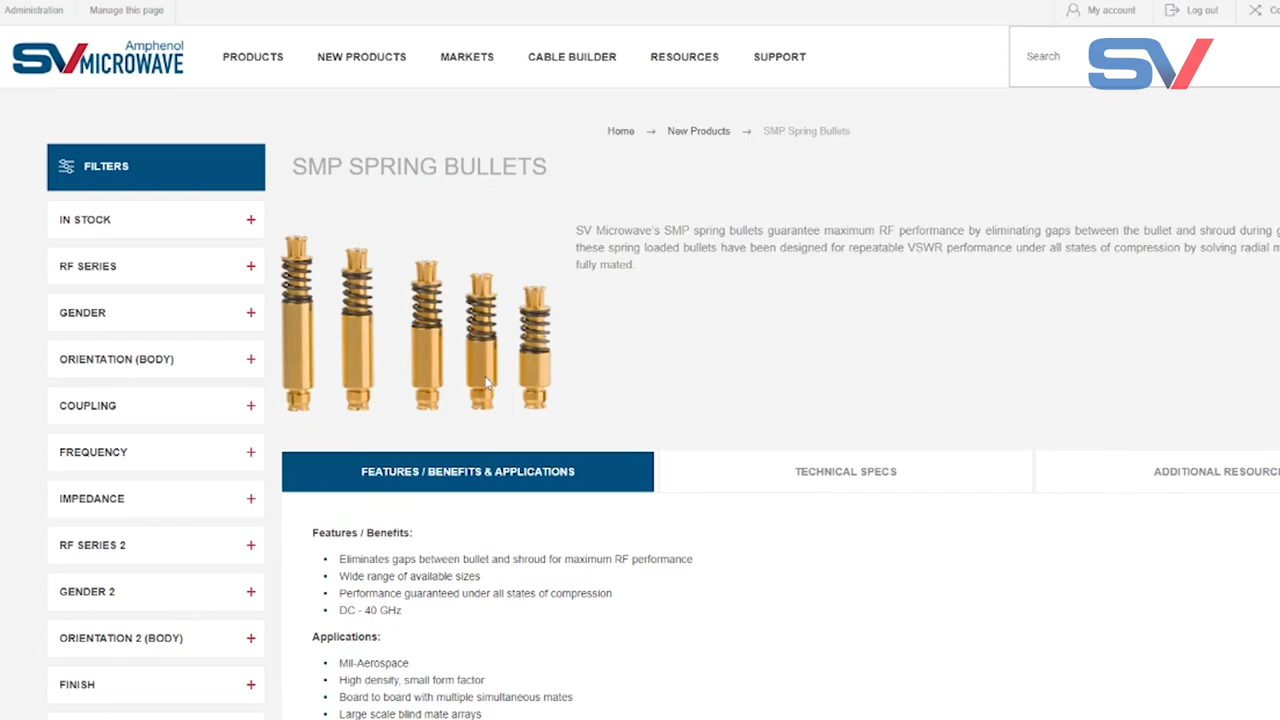 Administration
Manage this page
My account
Log out
Amphenol
SV MICROWAVE
PRODUCTS
NEW PRODUCTS
MARKETS
CABLE BUILDER
RESOURCES
SUPPORT
Search
SV
Home → New Products → SMP Spring Bullets
FILTERS
IN STOCK +
RF SERIES +
GENDER +
ORIENTATION (BODY) +
COUPLING +
FREQUENCY +
IMPEDANCE +
RF SERIES 2 +
GENDER 2 +
ORIENTATION 2 (BODY) +
FINISH +
SMP SPRING BULLETS
SV Microwave's SMP spring bullets guarantee maximum RF performance by eliminating gaps between the bullet and shroud during
these spring loaded bullets have been designed for repeatable VSWR performance under all states of compression by solving radial
fully mated.
FEATURES / BENEFITS & APPLICATIONS
TECHNICAL SPECS
ADDITIONAL
Features / Benefits:
• Eliminates gaps between bullet and shroud for maximum RF performance
• Wide range of available sizes
• Performance guaranteed under all states of compression
• DC - 40 GHz
Applications:
• Mil-Aerospace
• High density, small form factor
• Board to board with multiple simultaneous mates
• Large scale blind mate arrays